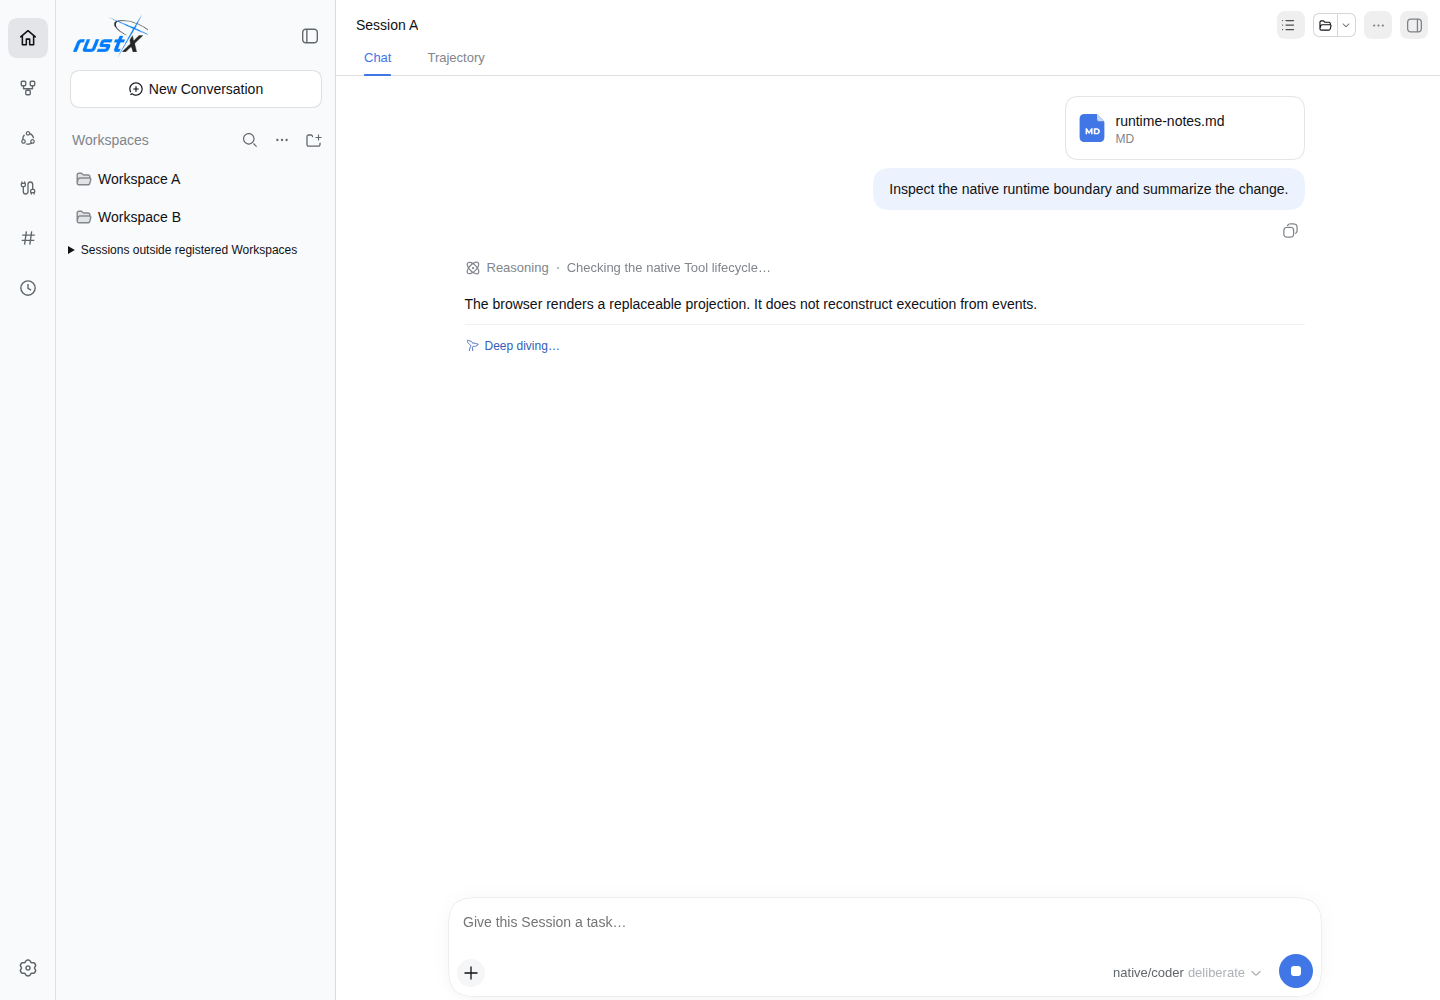 rustX
New Conversation
Workspaces
Workspace A
Workspace B
Sessions outside registered Workspaces
Session A
Chat
Trajectory
MD
runtime-notes.md
MD
Inspect the native runtime boundary and summarize the change.
Reasoning · Checking the native Tool lifecycle…
The browser renders a replaceable projection. It does not reconstruct execution from events.
Deep diving…
Give this Session a task…
native/coder deliberate